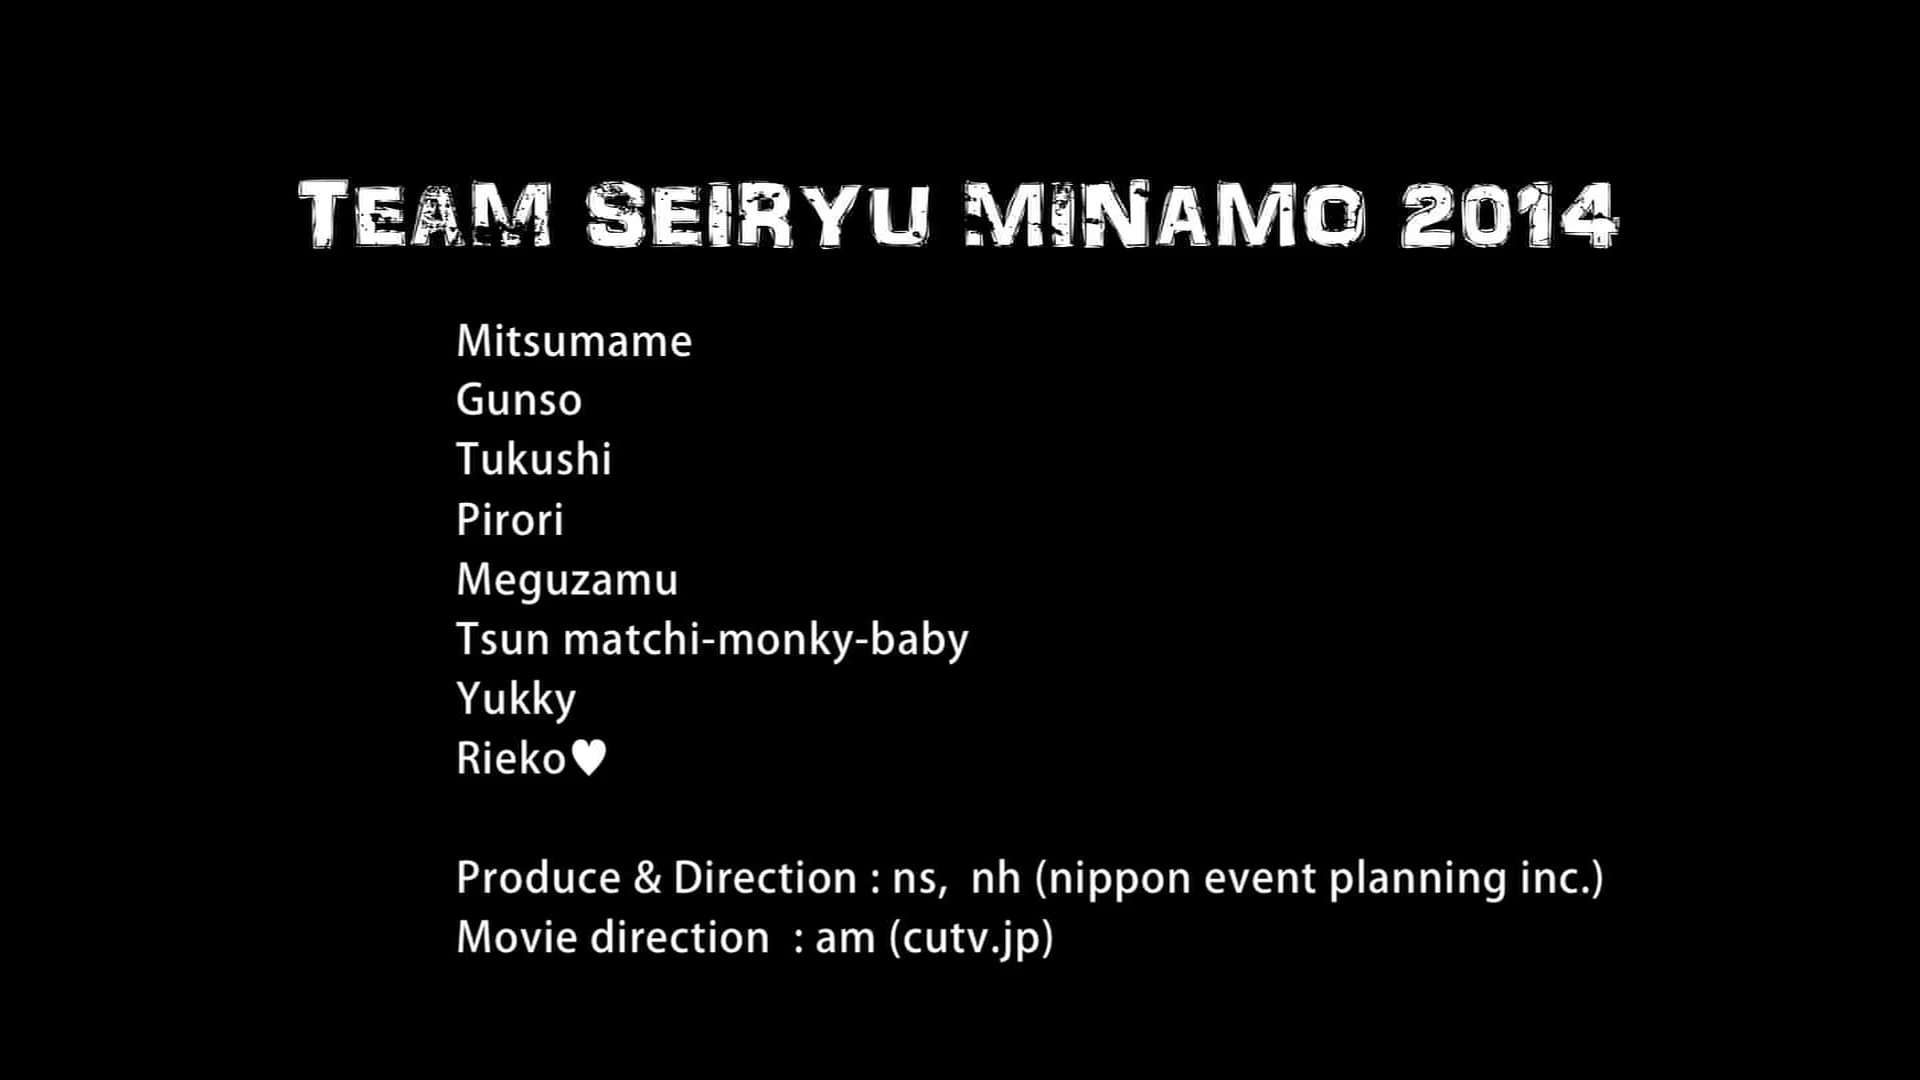 TEAM SEIRYU MINAMO 2014
Mitsumame
Gunso
Tukushi
Pirori
Meguzamu
Tsun matchi-monky-baby
Yukky
Rieko♥
Produce & Direction : ns,  nh (nippon event planning inc.)
Movie direction  : am (cutv.jp)